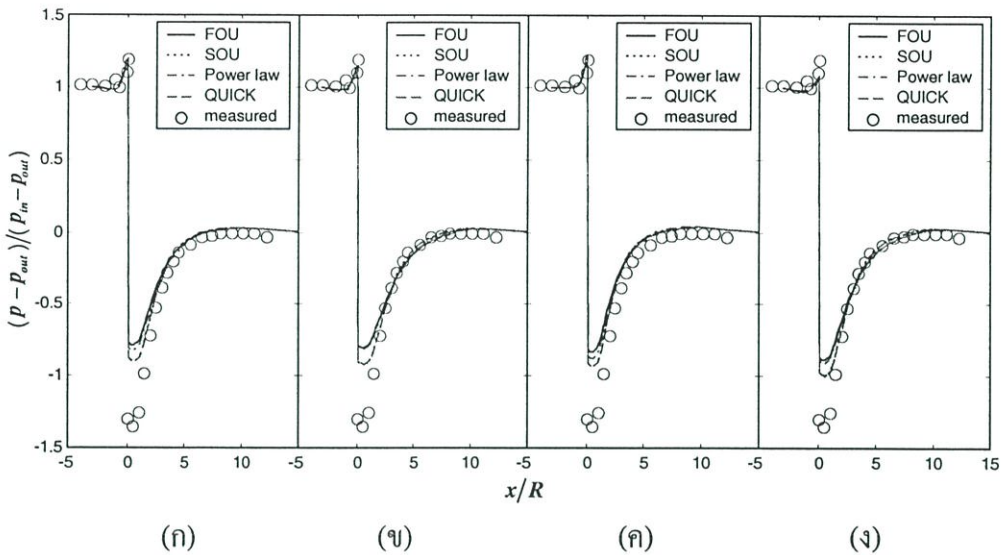 1.5
1
0.5
0
-0.5
-1
-1.5
(p − p_out)/(p_in − p_out)
FOU
SOU
Power law
QUICK
measured
FOU
SOU
Power law
QUICK
measured
FOU
SOU
Power law
QUICK
measured
FOU
SOU
Power law
QUICK
measured
-5 0 5 10 -5 0 5 10 -5 0 5 10 -5 0 5 10 15
x/R
(ก) (ข) (ค) (ง)